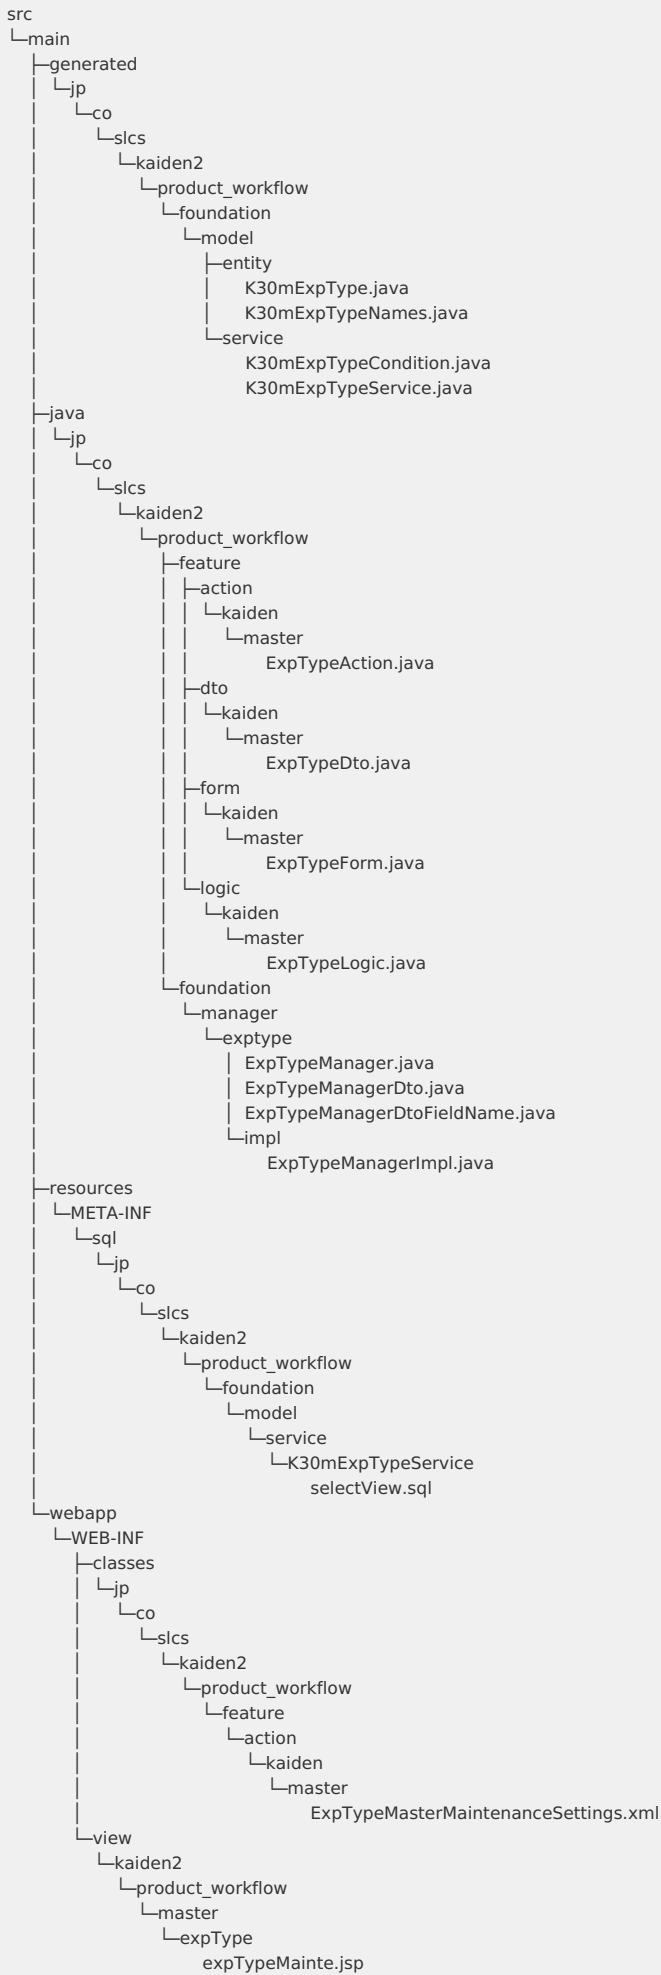 src
└─main
├─generated
│ └─jp
│ └─co
│ └─slcs
│ └─kaiden2
│ └─product_workflow
│ └─foundation
│ └─model
│ ├─entity
│ │ K30mExpType.java
│ │ K30mExpTypeNames.java
│ └─service
│ K30mExpTypeCondition.java
│ K30mExpTypeService.java
├─java
│ └─jp
│ └─co
│ └─slcs
│ └─kaiden2
│ └─product_workflow
│ ├─feature
│ │ ├─action
│ │ │ └─kaiden
│ │ │ └─master
│ │ │ ExpTypeAction.java
│ │ ├─dto
│ │ │ └─kaiden
│ │ │ └─master
│ │ │ ExpTypeDto.java
│ │ ├─form
│ │ │ └─kaiden
│ │ │ └─master
│ │ │ ExpTypeForm.java
│ │ └─logic
│ │ └─kaiden
│ │ └─master
│ │ ExpTypeLogic.java
│ └─foundation
│ └─manager
│ └─exptype
│ │ ExpTypeManager.java
│ │ ExpTypeManagerDto.java
│ │ ExpTypeManagerDtoFieldName.java
│ └─impl
│ ExpTypeManagerImpl.java
├─resources
│ └─META-INF
│ └─sql
│ └─jp
│ └─co
│ └─slcs
│ └─kaiden2
│ └─product_workflow
│ └─foundation
│ └─model
│ └─service
│ └─K30mExpTypeService
│ selectView.sql
└─webapp
└─WEB-INF
├─classes
│ └─jp
│ └─co
│ └─slcs
│ └─kaiden2
│ └─product_workflow
│ └─feature
│ └─action
│ └─kaiden
│ └─master
│ ExpTypeMasterMaintenanceSettings.xml
└─view
└─kaiden2
└─product_workflow
└─master
└─expType
expTypeMainte.jsp